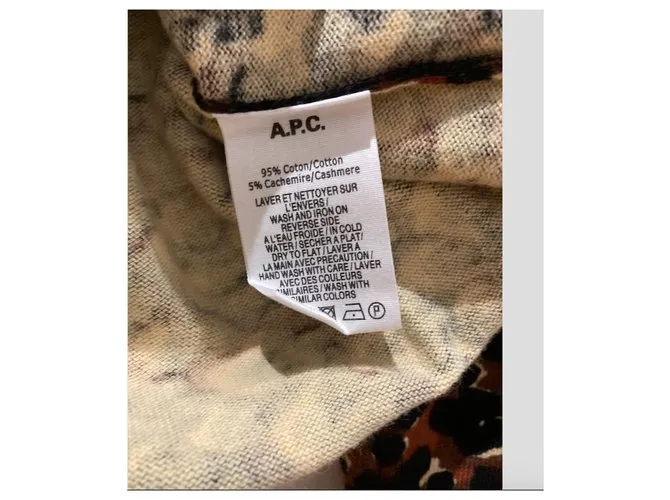 A.P.C.
95% Coton/Cotton
5% Cachemire/Cashmere
LAVER ET NETTOYER SUR
L'ENVERS/
WASH AND IRON ON
REVERSE SIDE
A L'EAU FROIDE/ IN COLD
WATER/ SECHER A PLAT/
DRY TO FLAT/ LAVER A
LA MAIN AVEC PRECAUTION/
HAND WASH WITH CARE/ LAVER
AVEC DES COULEURS
SIMILAIRES/ WASH WITH
SIMILAR COLORS
P